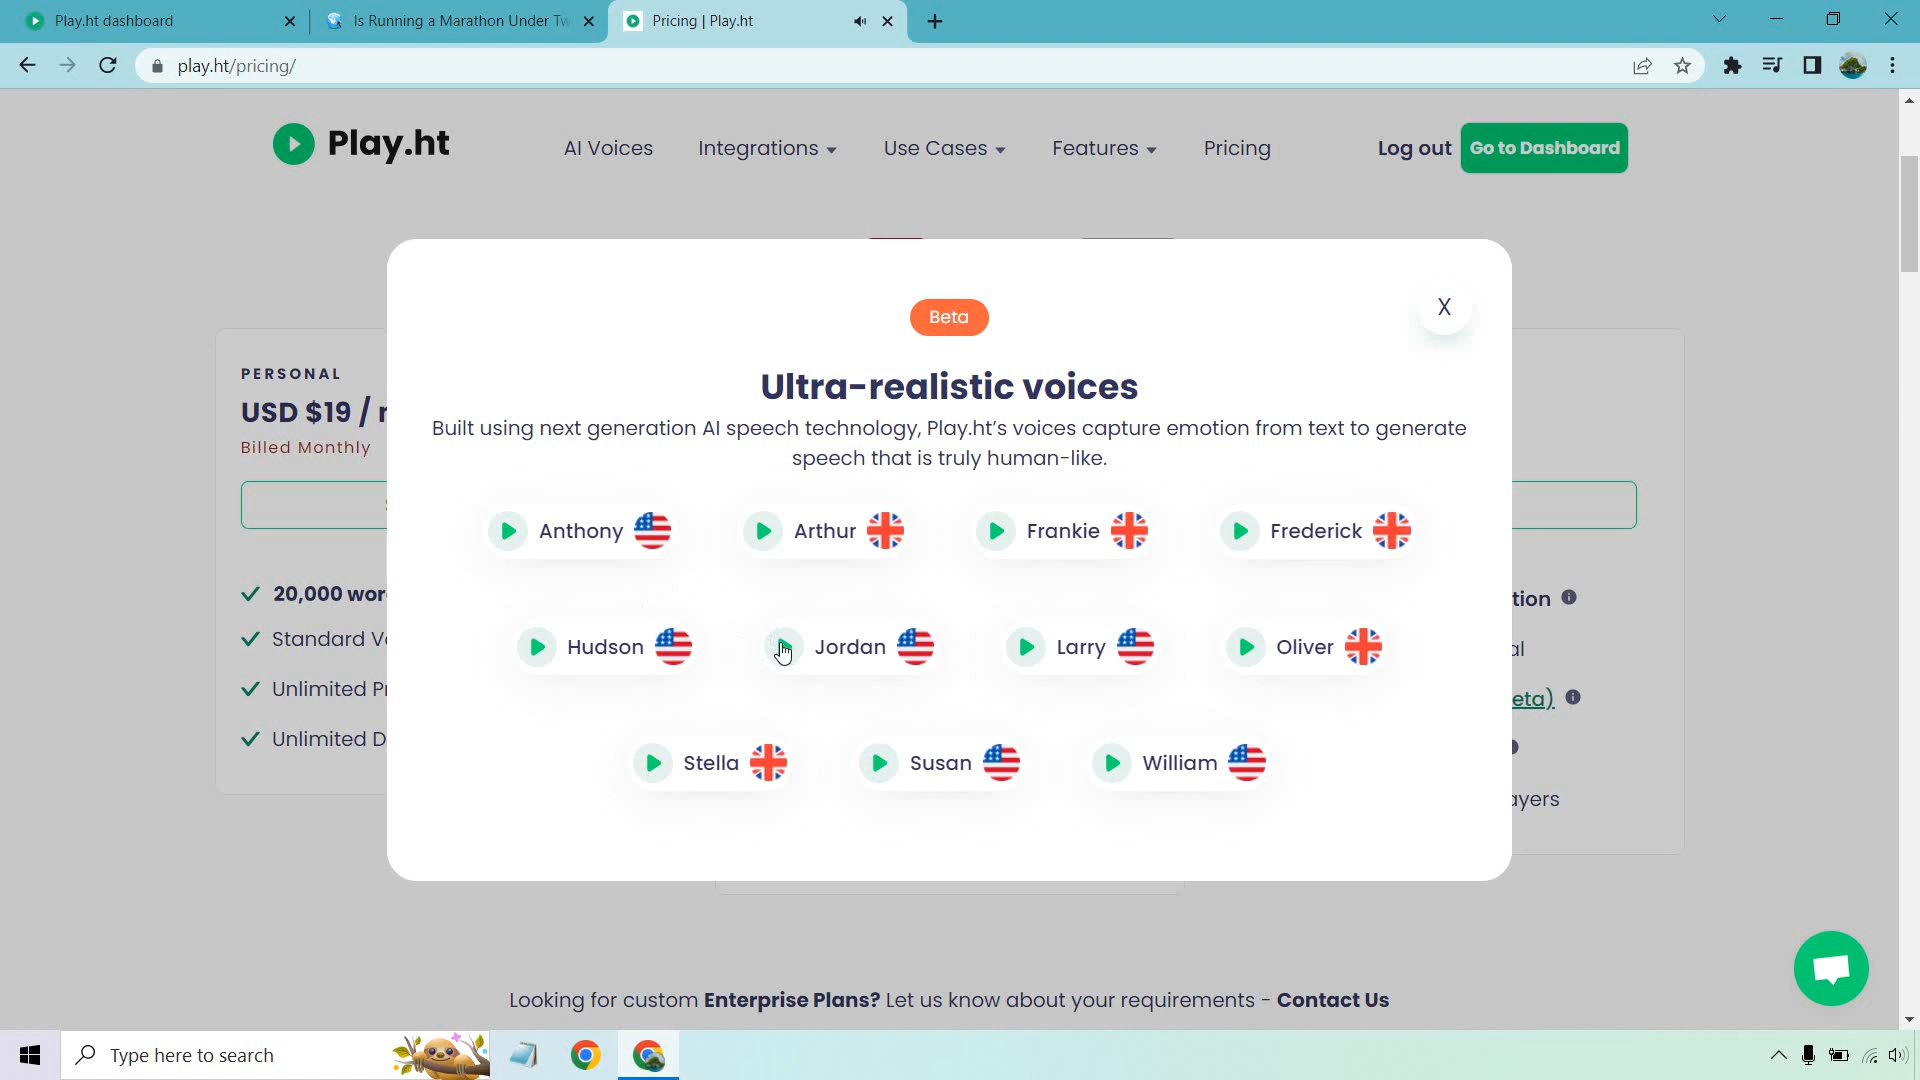 Play.ht dashboard
Is Running a Marathon Under Tw
Pricing | Play.ht
play.ht/pricing/
Play.ht
AI Voices
Integrations
Use Cases
Features
Pricing
Log out
Go to Dashboard
Beta
X
Ultra-realistic voices
Built using next generation AI speech technology, Play.ht's voices capture emotion from text to generate
speech that is truly human-like.
PERSONAL
USD $19 /
Billed Monthly
Anthony
Arthur
Frankie
Frederick
20,000 wor
tion
Standard V
Hudson
Jordan
Larry
Oliver
al
Unlimited P
eta)
Unlimited D
Stella
Susan
William
ayers
Looking for custom Enterprise Plans? Let us know about your requirements - Contact Us
Type here to search